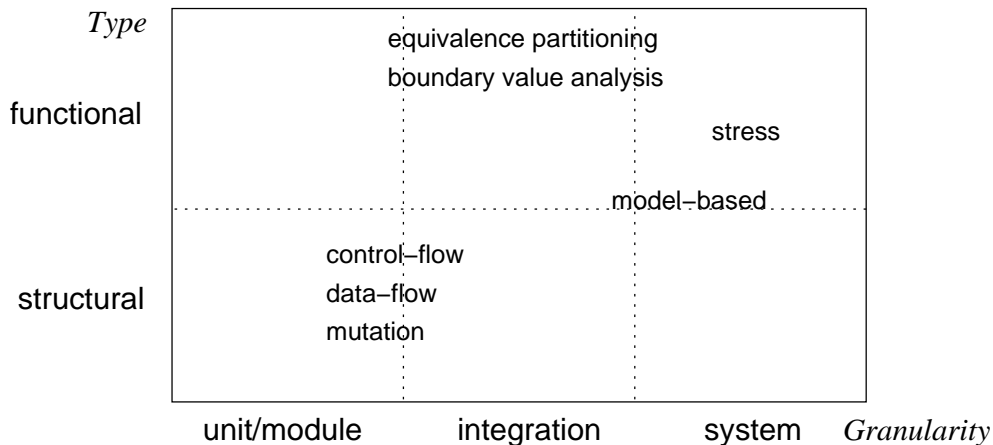 Type
equivalence partitioning
boundary value analysis
functional
stress
model−based
control−flow
data−flow
structural
mutation
unit/module integration system Granularity